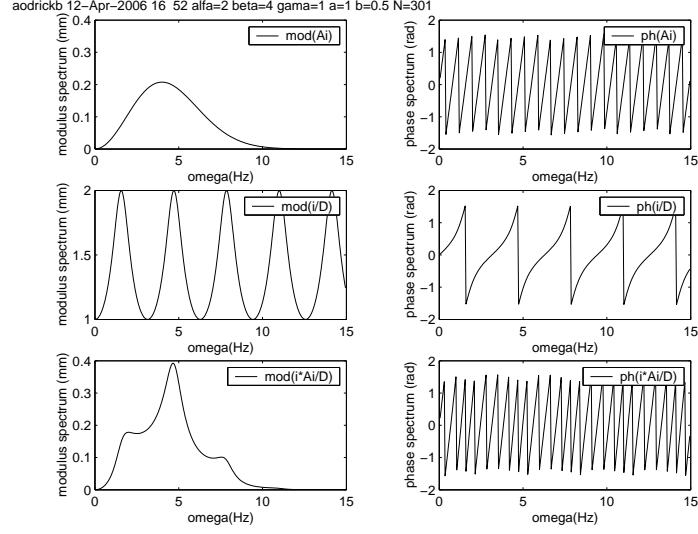 aodrickb 12−Apr−2006 16 52 alfa=2 beta=4 gama=1 a=1 b=0.5 N=301
modulus spectrum (mm)
0.4
0.3
0.2
0.1
0
0 5 10 15
omega(Hz)
mod(Ai)
phase spectrum (rad)
2
1
0
−1
−2
0 5 10 15
omega(Hz)
ph(Ai)
modulus spectrum (mm)
2
1.5
1
0 5 10 15
omega(Hz)
mod(i/D)
phase spectrum (rad)
2
1
0
−1
−2
0 5 10 15
omega(Hz)
ph(i/D)
modulus spectrum (mm)
0.4
0.3
0.2
0.1
0
0 5 10 15
omega(Hz)
mod(i*Ai/D)
phase spectrum (rad)
2
1
0
−1
−2
0 5 10 15
omega(Hz)
ph(i*Ai/D)